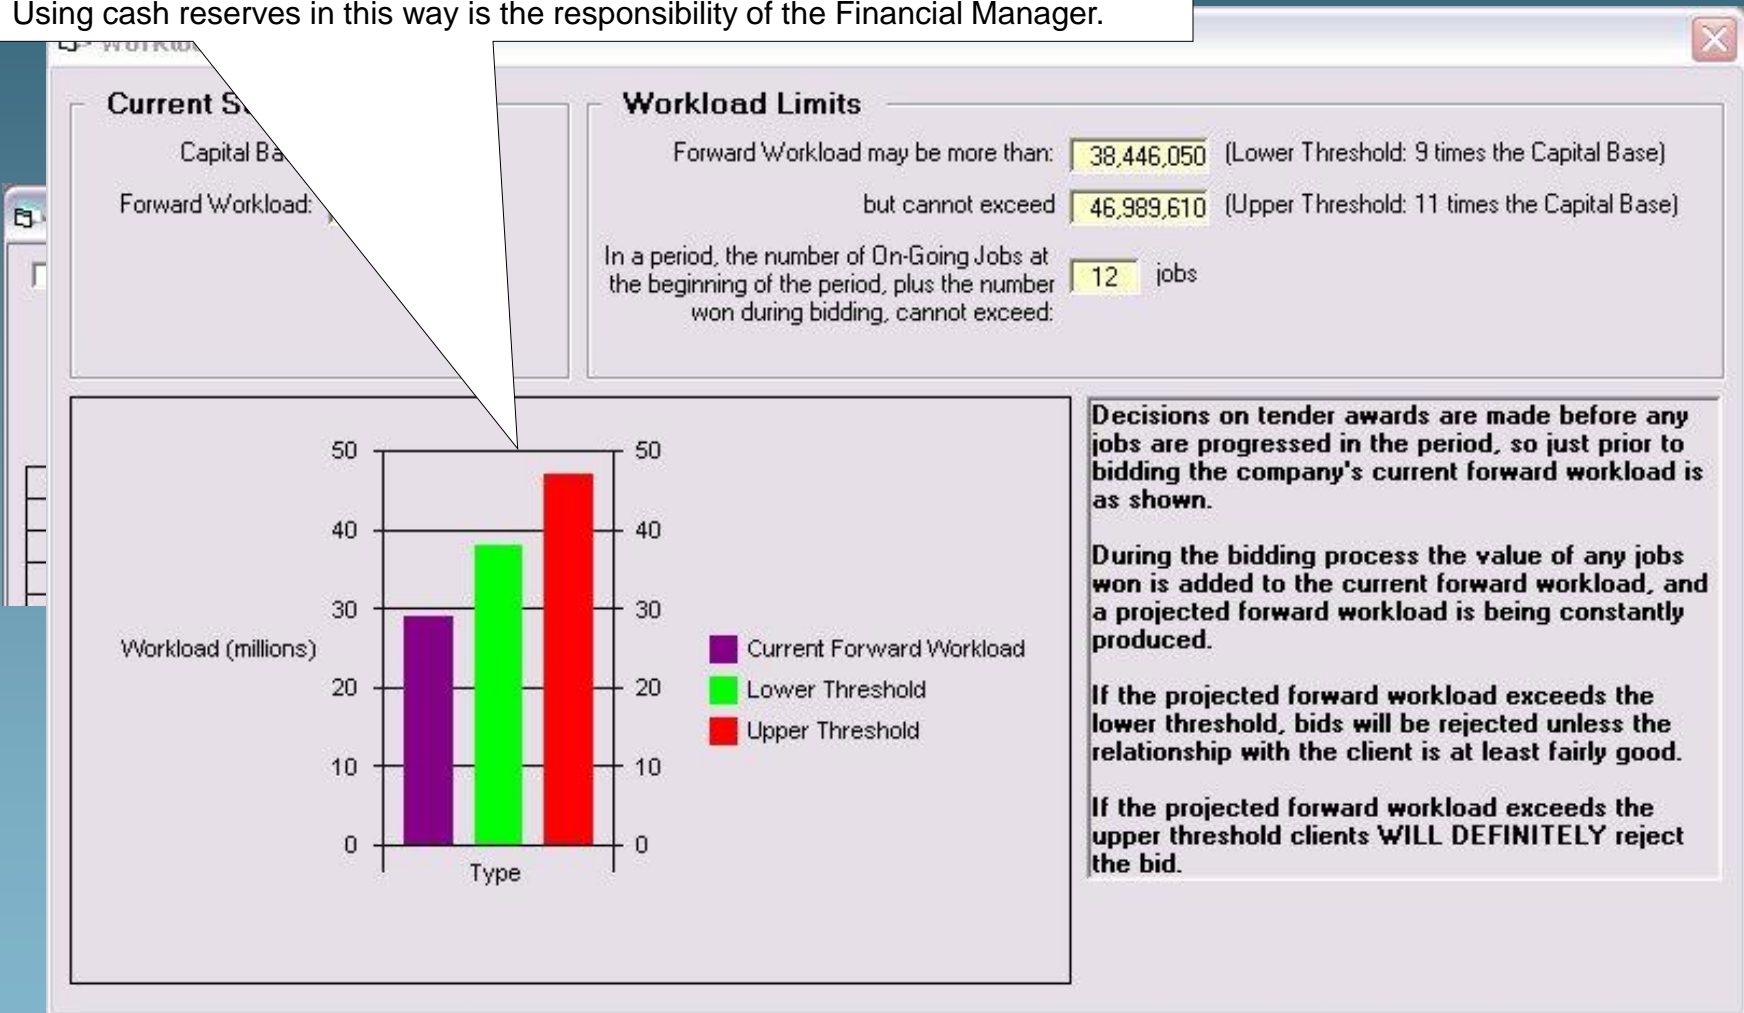 Using cash reserves in this way is the responsibility of the Financial Manager.
Current
Workload Limits
Capital
Forward Workload:
Forward Workload may be more than: 38,446,050 (Lower Threshold: 9 times the Capital Base)
but cannot exceed 46,989,610 (Upper Threshold: 11 times the Capital Base)
In a period, the number of On-Going Jobs at
the beginning of the period, plus the number 12 jobs
won during bidding, cannot exceed:
50 50
40 40
30 30
Workload (millions)
20 20
10 10
0 0
Type
Current Forward Workload
Lower Threshold
Upper Threshold
Decisions on tender awards are made before any
jobs are progressed in the period, so just prior to
bidding the company's current forward workload is
as shown.
During the bidding process the value of any jobs
won is added to the current forward workload, and
a projected forward workload is being constantly
produced.
If the projected forward workload exceeds the
lower threshold, bids will be rejected unless the
relationship with the client is at least fairly good.
If the projected forward workload exceeds the
upper threshold clients WILL DEFINITELY reject
the bid.